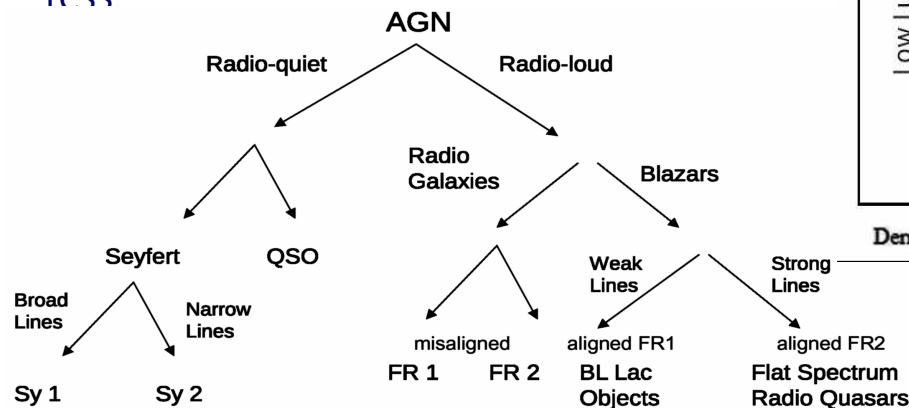 AGN
Radio-quiet
Radio-loud
Radio
Galaxies
Blazars
Seyfert
QSO
Broad
Lines
Narrow
Lines
Weak
Lines
Strong
Lines
misaligned
aligned FR1
aligned FR2
FR 1
FR 2
BL Lac
Objects
Flat Spectrum
Radio Quasars
Sy 1
Sy 2